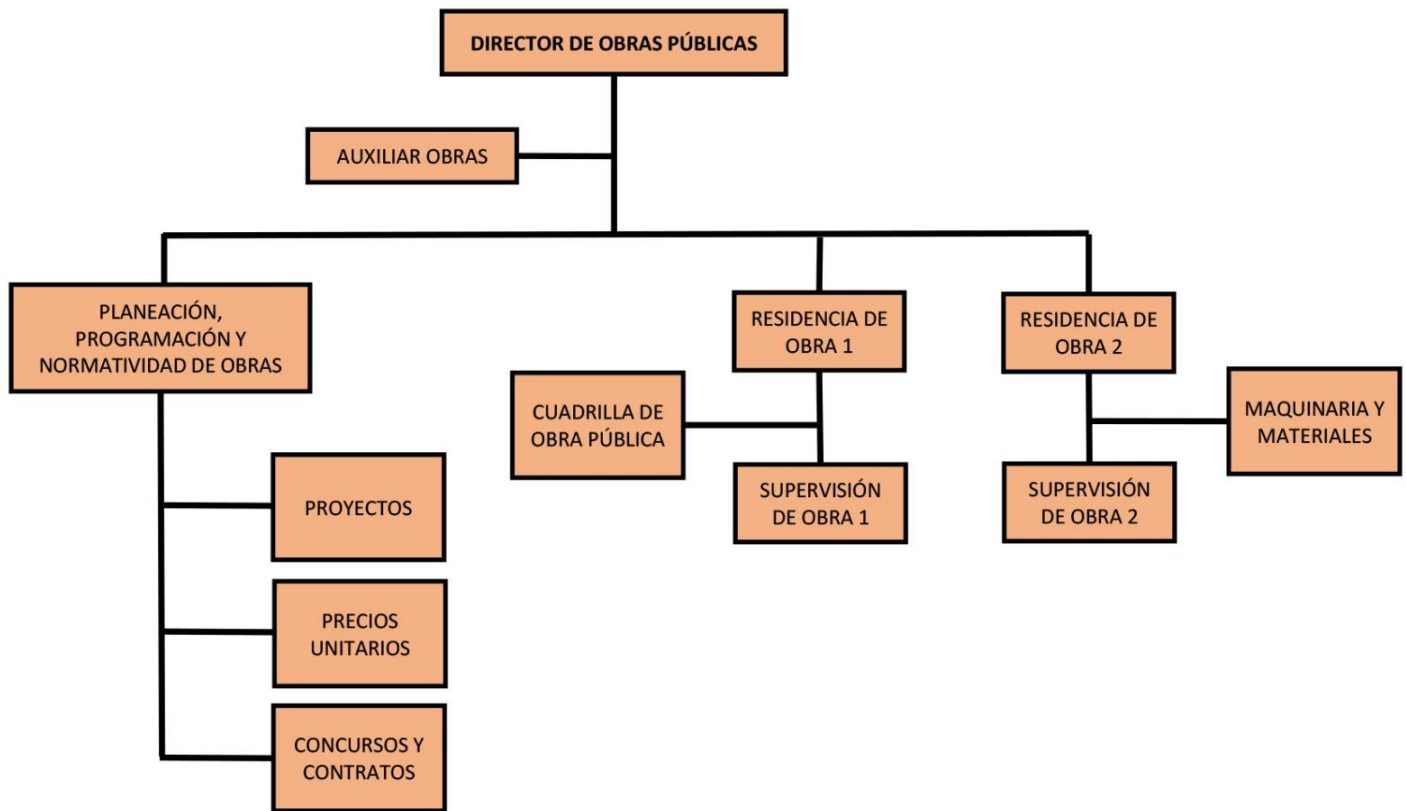 DIRECTOR DE OBRAS PÚBLICAS
AUXILIAR OBRAS
PLANEACIÓN,
PROGRAMACIÓN Y
NORMATIVIDAD DE OBRAS
RESIDENCIA DE
OBRA 1
RESIDENCIA DE
OBRA 2
CUADRILLA DE
OBRA PÚBLICA
MAQUINARIA Y
MATERIALES
PROYECTOS
SUPERVISIÓN
DE OBRA 1
SUPERVISIÓN
DE OBRA 2
PRECIOS
UNITARIOS
CONCURSOS Y
CONTRATOS